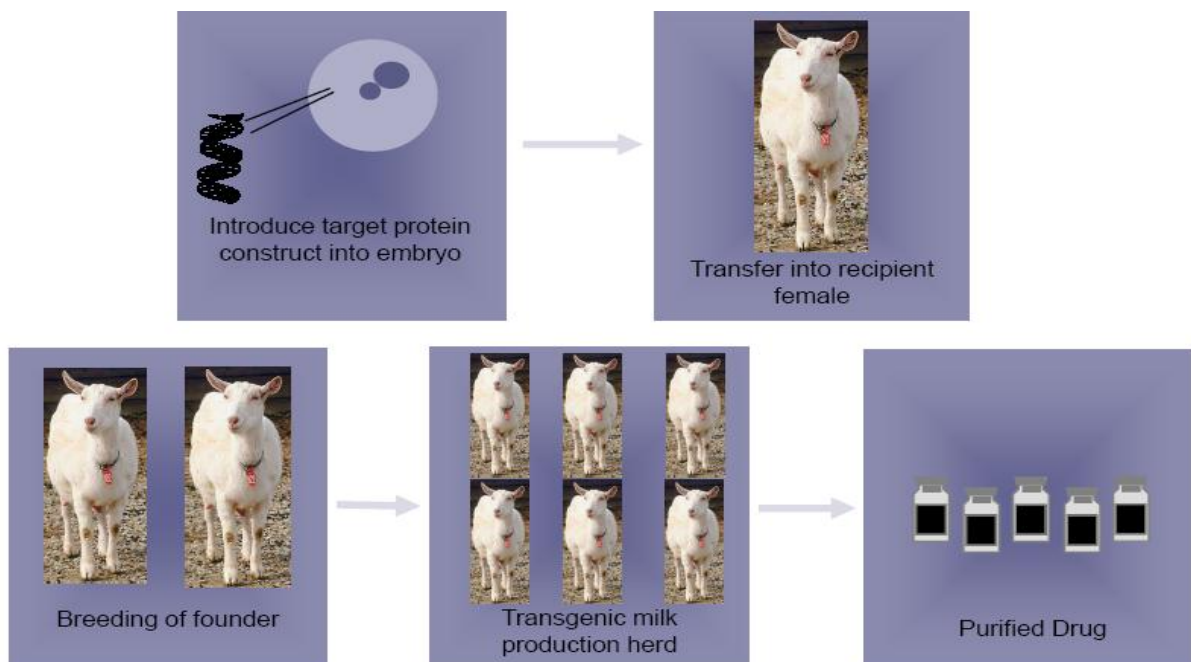 Introduce target protein
construct into embryo
Transfer into recipient
female
Breeding of founder
Transgenic milk
production herd
Purified Drug